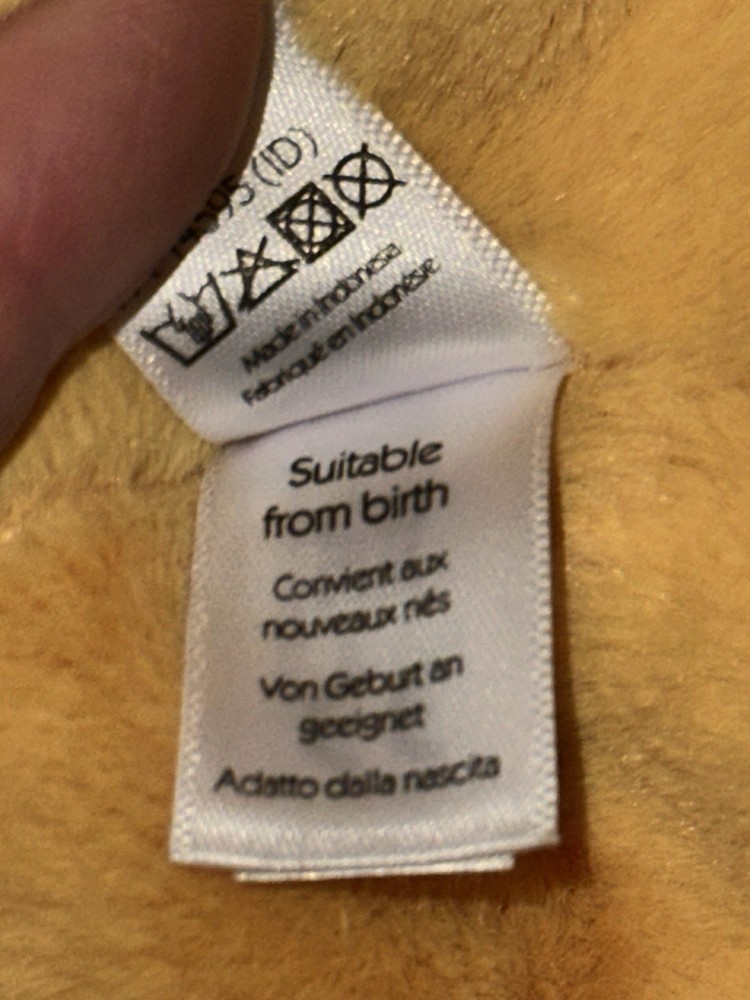 (ID)
Made in Indonesia
Fabriqué en Indonésie
Suitable
from birth
Convient aux
nouveaux nés
Von Geburt an
geeignet
Adatto dalla nascita